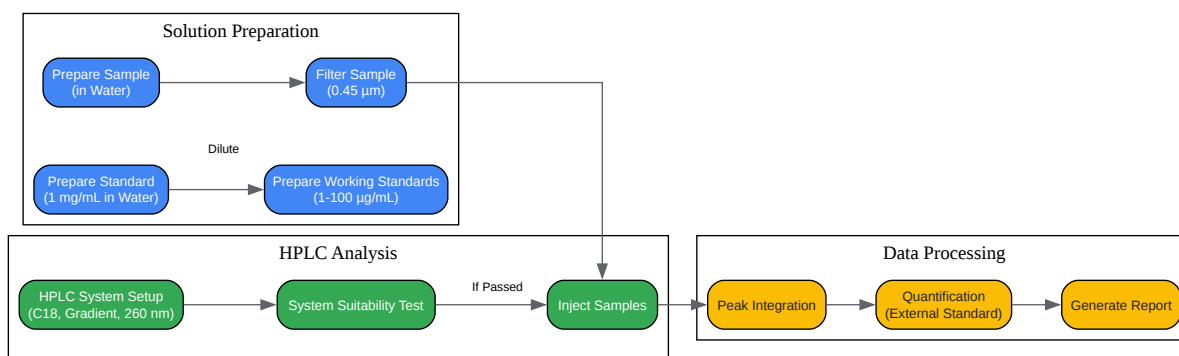 Solution Preparation
Prepare Sample
(in Water)
Filter Sample
(0.45 µm)
Dilute
Prepare Standard
(1 mg/mL in Water)
Prepare Working Standards
(1-100 µg/mL)
HPLC Analysis
HPLC System Setup
(C18, Gradient, 260 nm)
System Suitability Test
If Passed
Inject Samples
Data Processing
Peak Integration
Quantification
(External Standard)
Generate Report